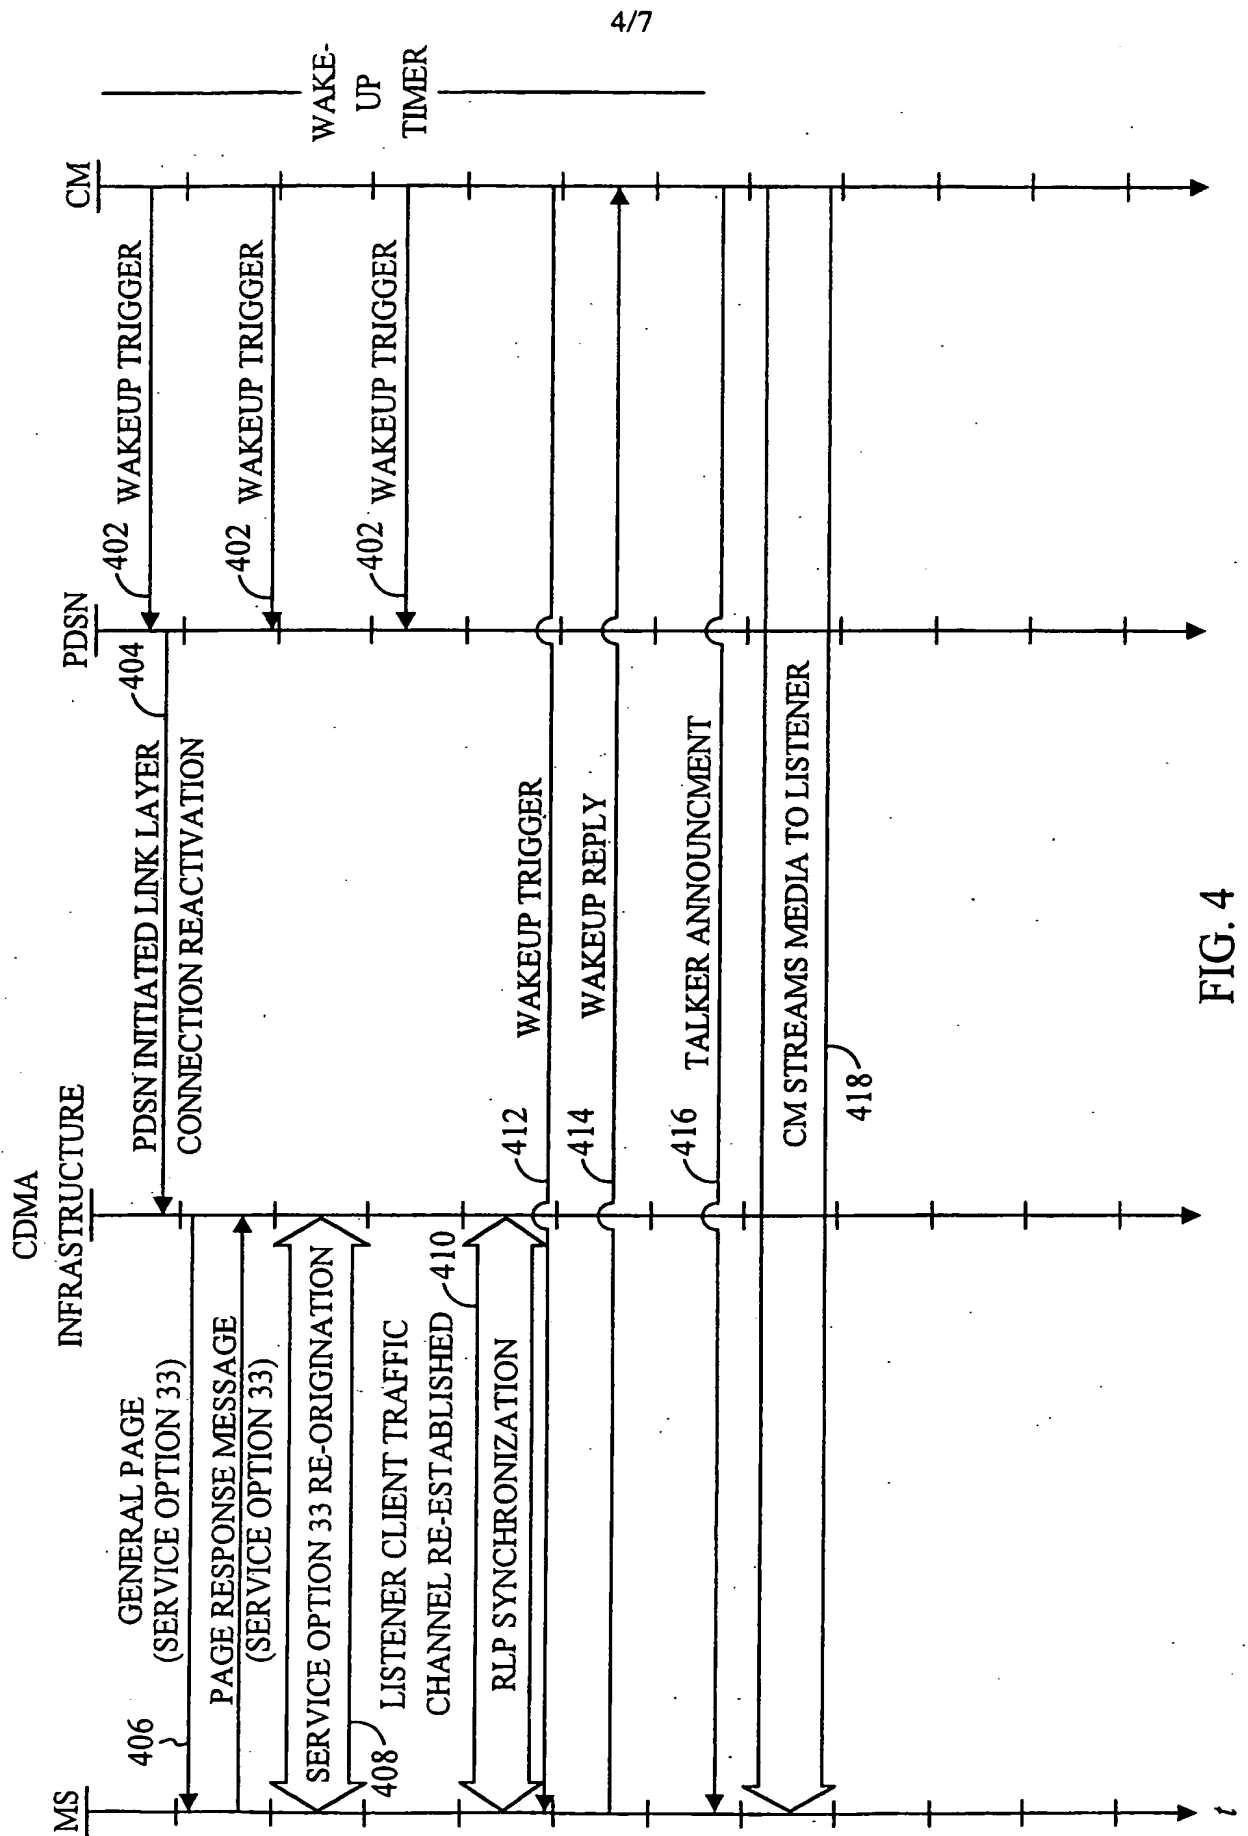 4/7
MS
CDMA
INFRASTRUCTURE
PDSN
CM
GENERAL PAGE
(SERVICE OPTION 33)
406
PAGE RESPONSE MESSAGE
(SERVICE OPTION 33)
SERVICE OPTION 33 RE-ORIGINATION
408
LISTENER CLIENT TRAFFIC
CHANNEL RE-ESTABLISHED
410
RLP SYNCHRONIZATION
PDSN INITIATED LINK LAYER
CONNECTION REACTIVATION
404
402
WAKEUP TRIGGER
402
WAKEUP TRIGGER
402
WAKEUP TRIGGER
WAKE-
UP
TIMER
412
WAKEUP TRIGGER
414
WAKEUP REPLY
416
TALKER ANNOUNCMENT
CM STREAMS MEDIA TO LISTENER
418
t
FIG. 4